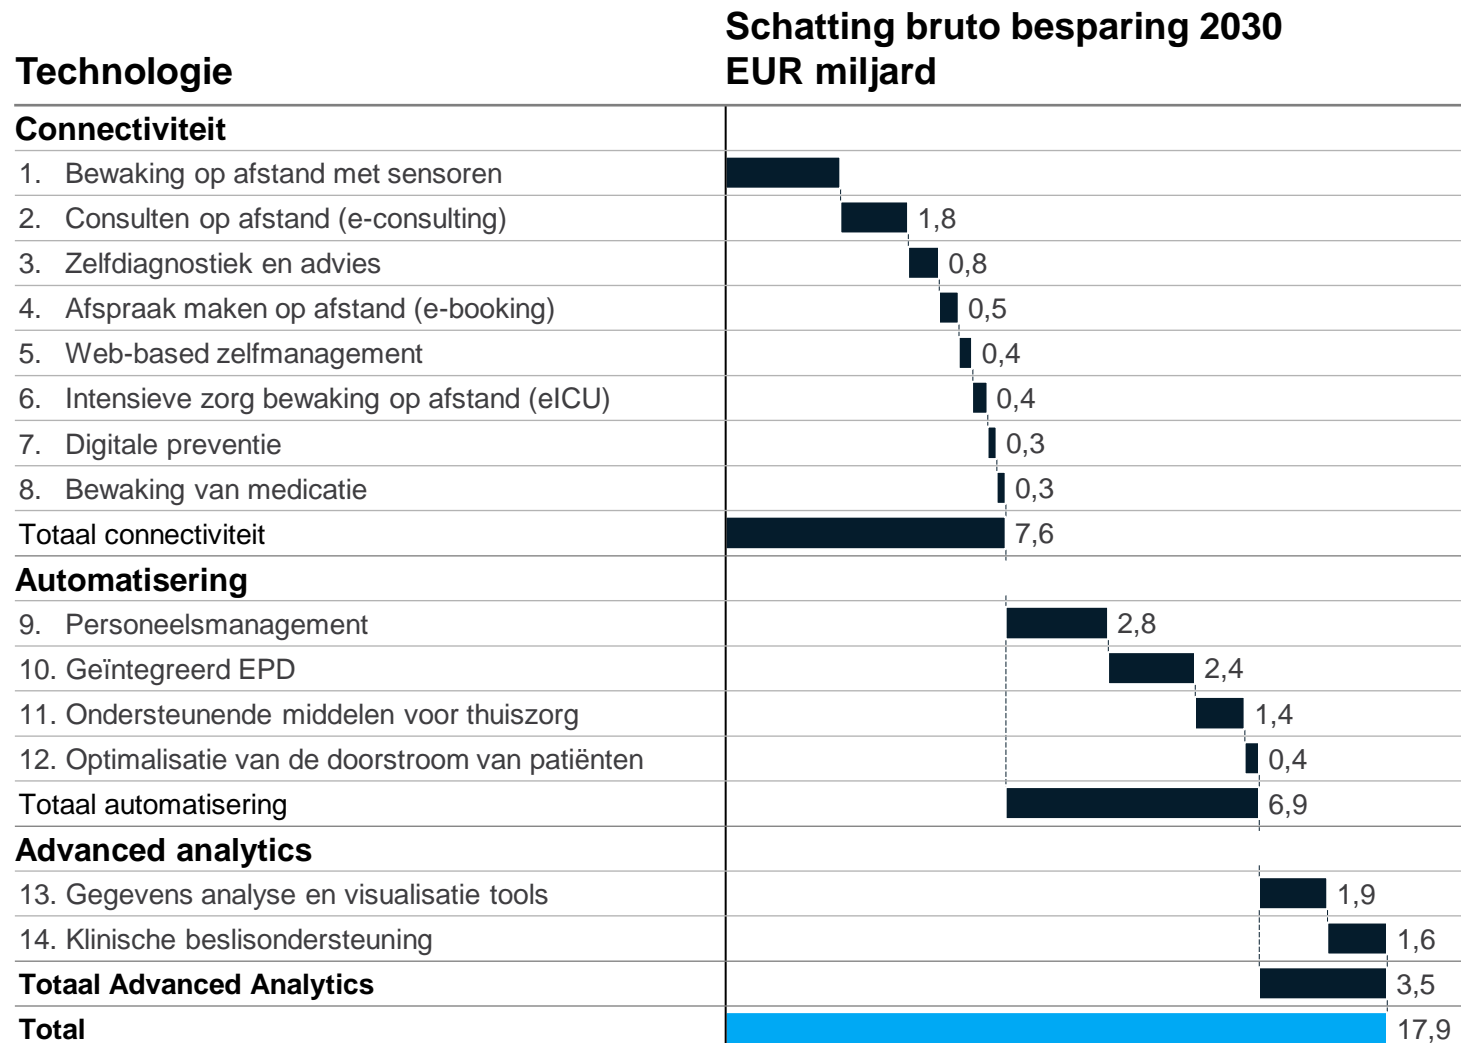 Technologie
Schatting bruto besparing 2030
EUR miljard
Connectiviteit
1. Bewaking op afstand met sensoren
2. Consulten op afstand (e-consulting) 1,8
3. Zelfdiagnostiek en advies 0,8
4. Afspraak maken op afstand (e-booking) 0,5
5. Web-based zelfmanagement 0,4
6. Intensieve zorg bewaking op afstand (eICU) 0,4
7. Digitale preventie 0,3
8. Bewaking van medicatie 0,3
Totaal connectiviteit 7,6
Automatisering
9. Personeelsmanagement 2,8
10. Geïntegreerd EPD 2,4
11. Ondersteunende middelen voor thuiszorg 1,4
12. Optimalisatie van de doorstroom van patiënten 0,4
Totaal automatisering 6,9
Advanced analytics
13. Gegevens analyse en visualisatie tools 1,9
14. Klinische beslisondersteuning 1,6
Totaal Advanced Analytics 3,5
Total 17,9